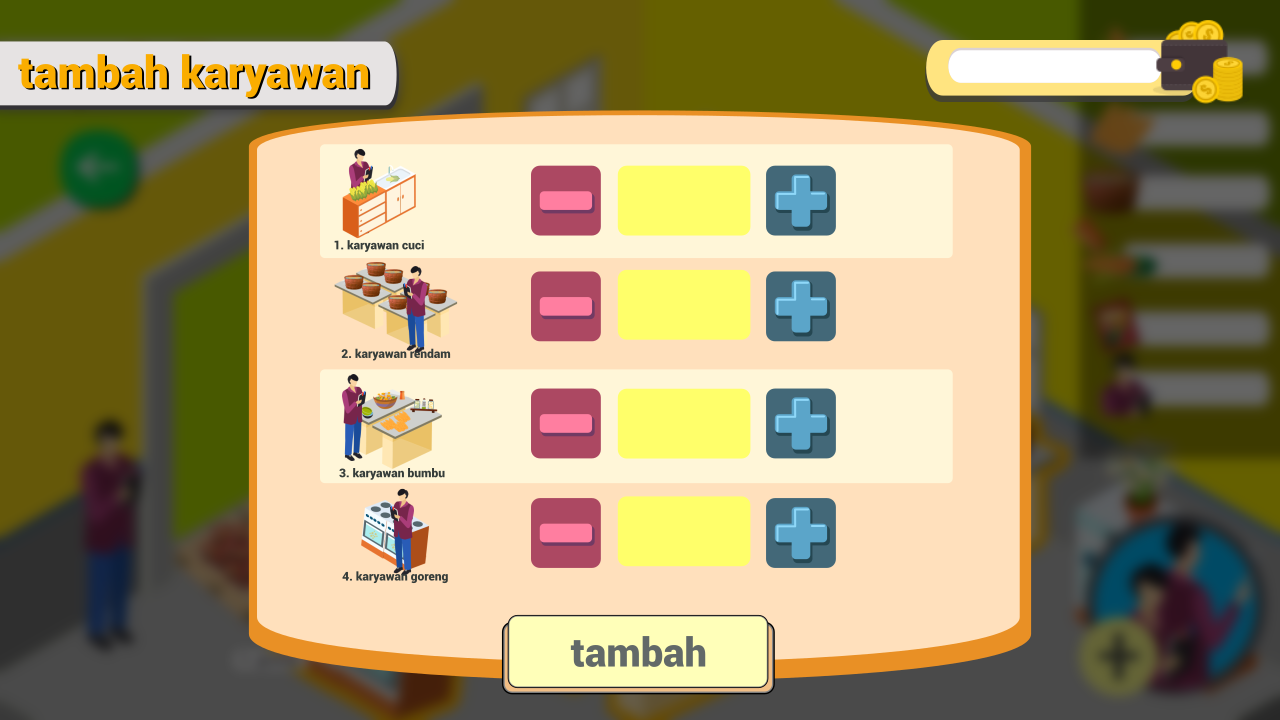 tambah karyawan
1. karyawan cuci
2. karyawan rendam
3. karyawan bumbu
4. karyawan goreng
tambah